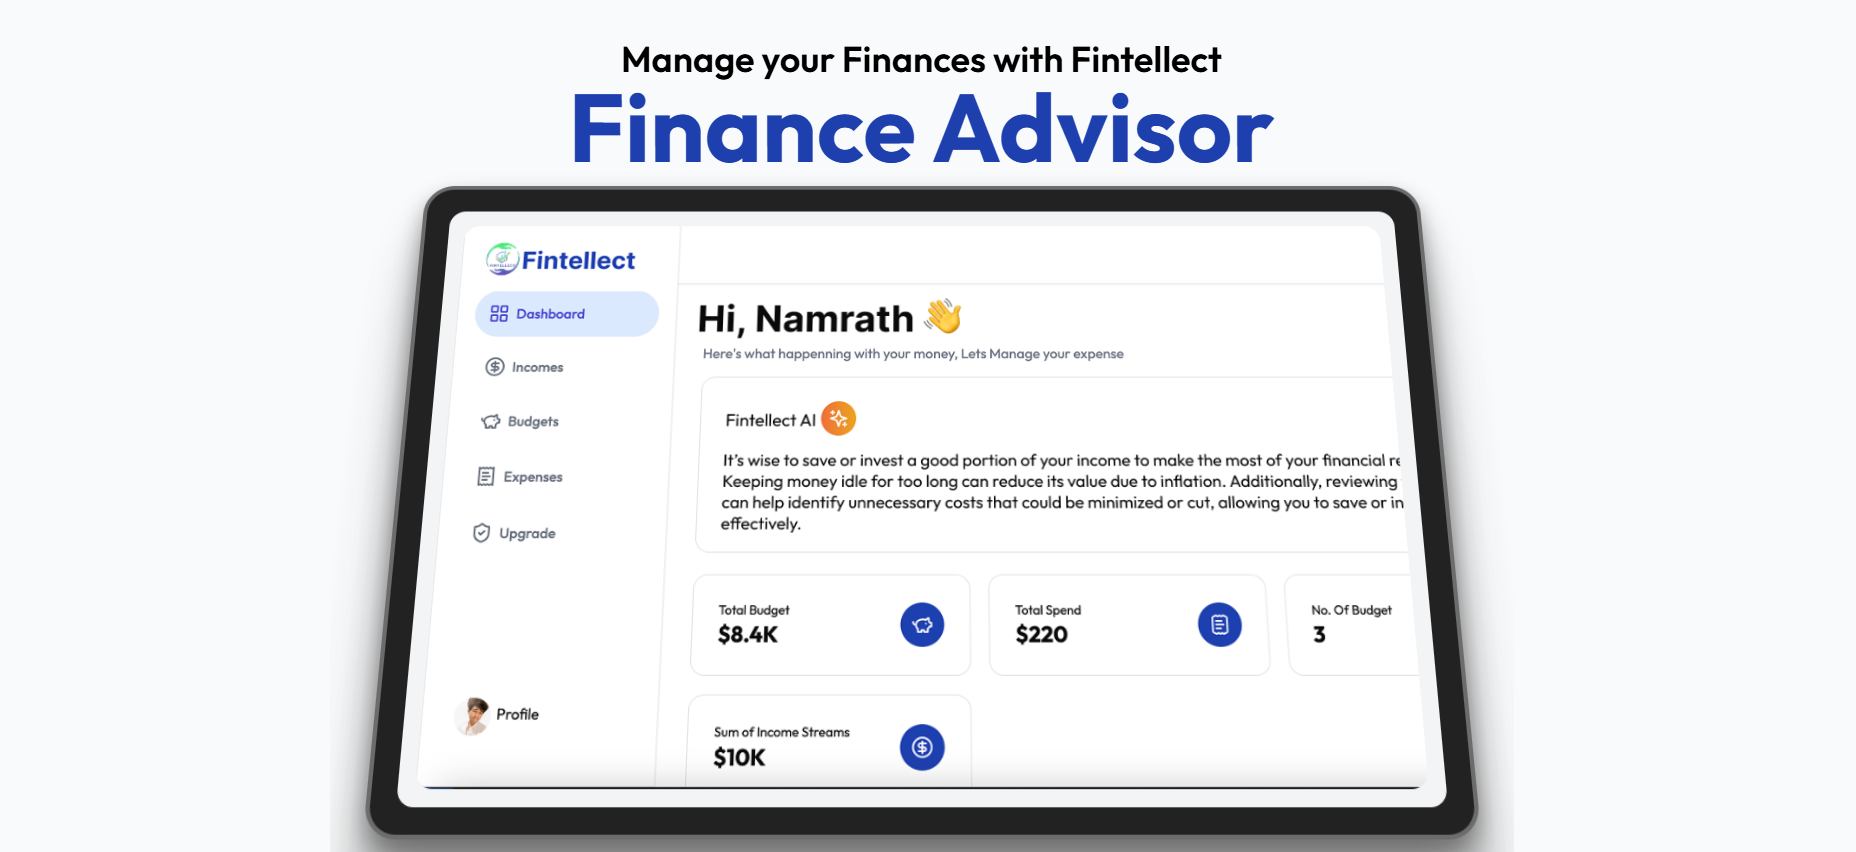 Manage your Finances with Fintellect
Finance Advisor
Fintellect
Dashboard
Incomes
Budgets
Expenses
Upgrade
Profile
Hi, Namrath 👋
Here's what happenning with your money, Lets Manage your expense
Fintellect AI
It's wise to save or invest a good portion of your income to make the most of your financial
Keeping money idle for too long can reduce its value due to inflation. Additionally, reviewing
can help identify unnecessary costs that could be minimized or cut, allowing you to save or in
effectively.
Total Budget
$8.4K
Total Spend
$220
No. Of Budget
3
Sum of Income Streams
$10K